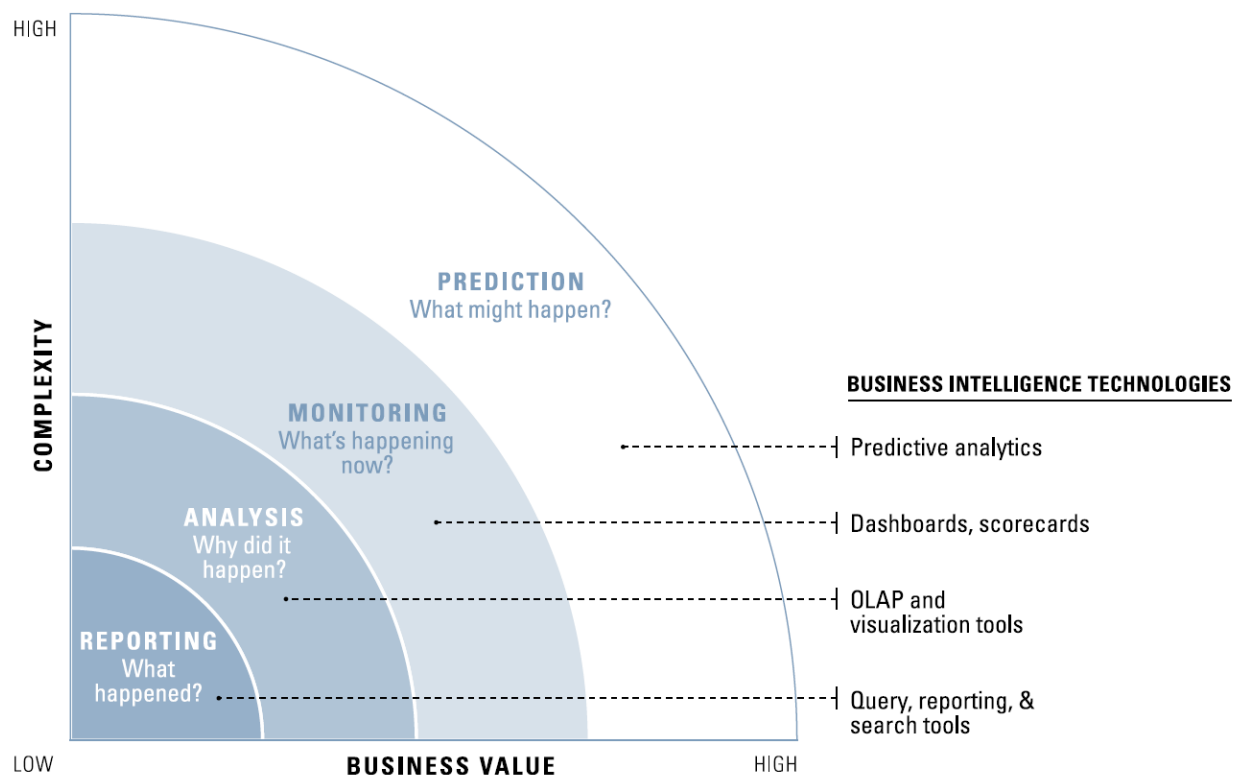 HIGH
PREDICTION
What might happen?
COMPLEXITY
BUSINESS INTELLIGENCE TECHNOLOGIES
MONITORING
What's happening
now?
Predictive analytics
ANALYSIS
Why did it
happen?
Dashboards, scorecards
OLAP and
visualization tools
REPORTING
What
happened?
Query, reporting, &
search tools
LOW
BUSINESS VALUE
HIGH